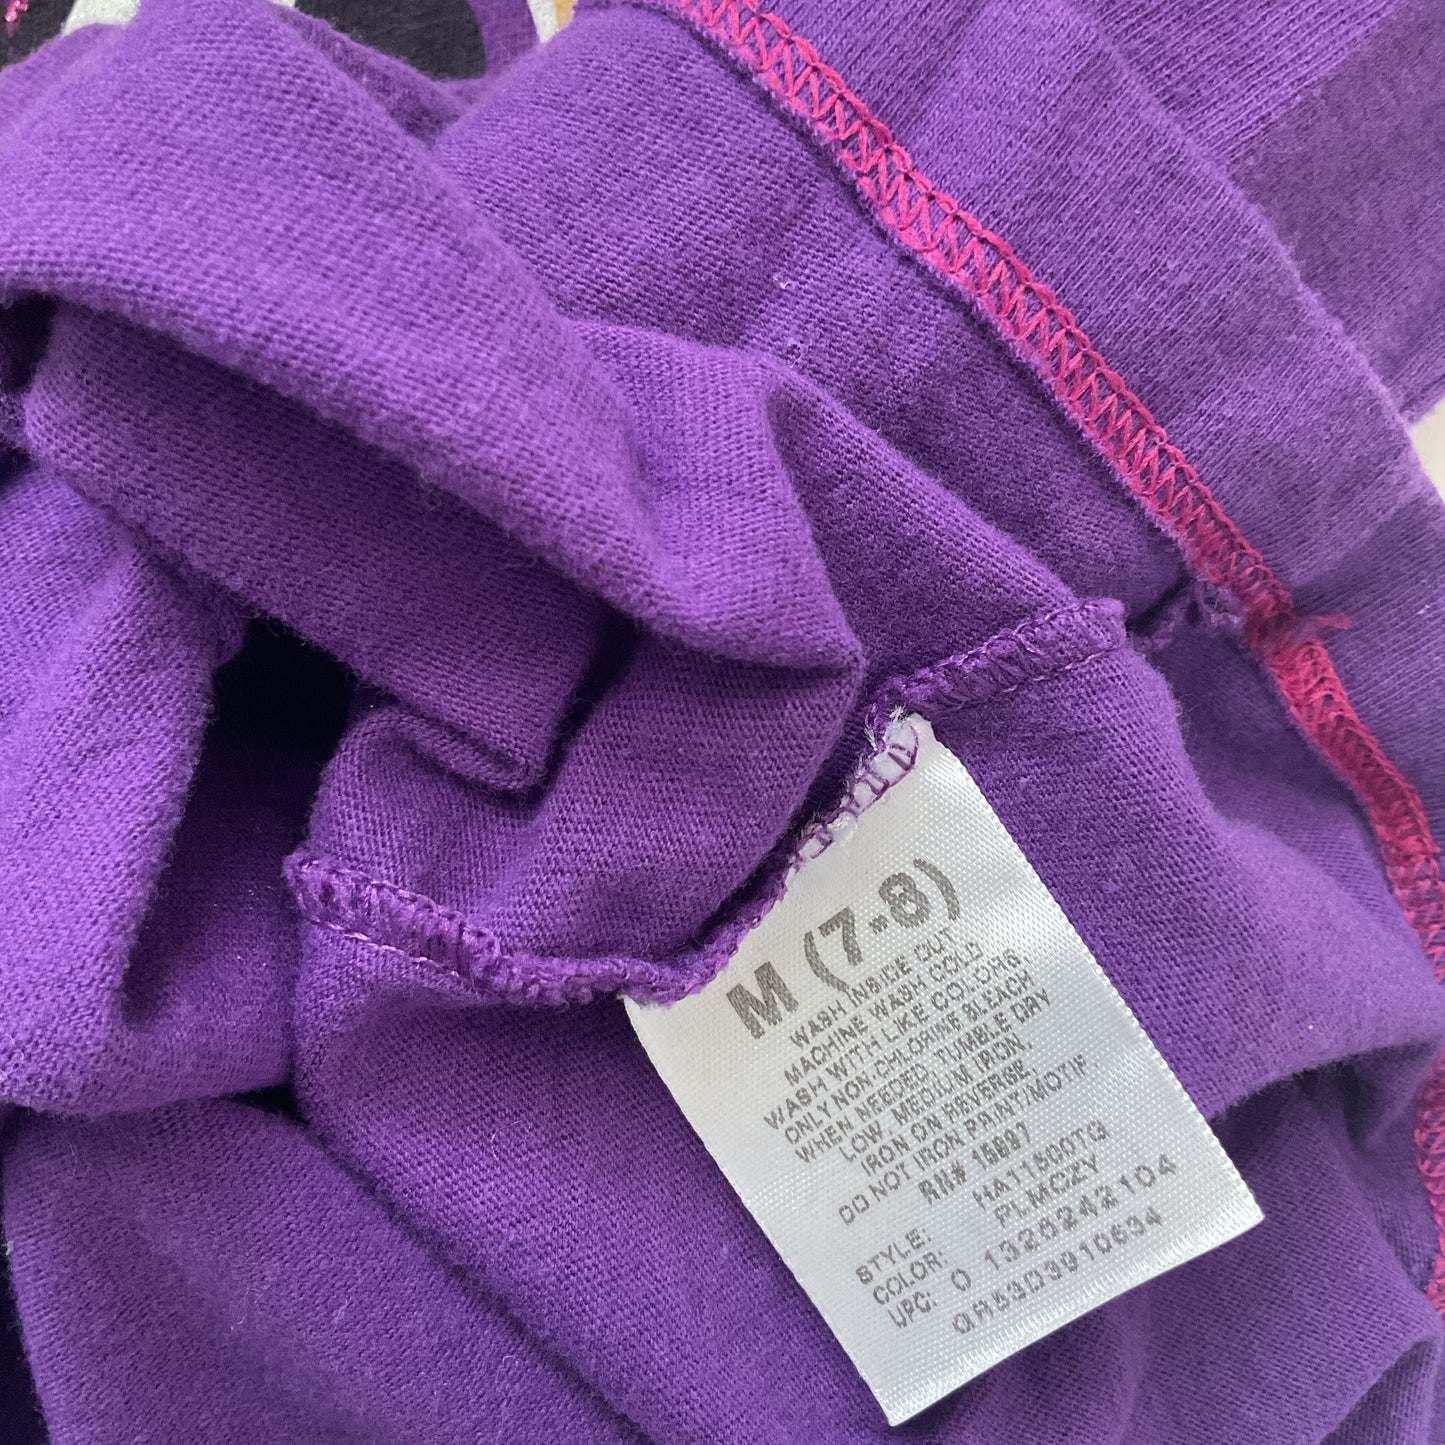 M (7-8)
WASH INSIDE OUT
MACHINE WASH COLD
WASH WITH LIKE COLORS,
ONLY NON-CHLORINE BLEACH
WHEN NEEDED, TUMBLE DRY
LOW, MEDIUM IRON,
IRON ON REVERSE
DO NOT IRON PAINT/MOTIF
RN# 15897
STYLE: HA11500TG
COLOR: PLMCZY
UPC: 0 1325242104